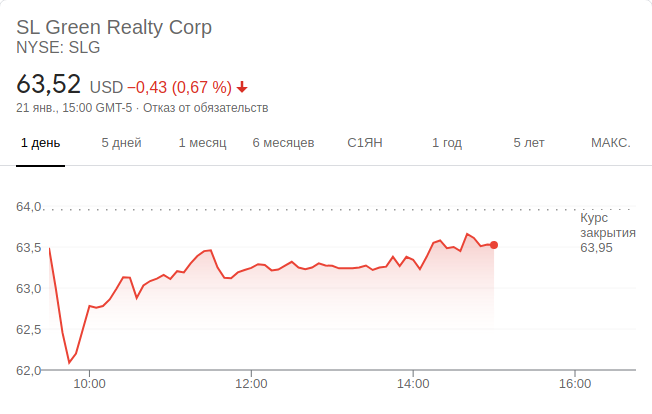 SL Green Realty Corp
NYSE: SLG
63,52 USD −0,43 (0,67 %)
21 янв., 15:00 GMT-5 · Отказ от обязательств
1 день 5 дней 1 месяц 6 месяцев С1ЯН 1 год 5 лет МАКС.
64,0
Курс
закрытия
63,95
63,5
63,0
62,5
62,0
10:00 12:00 14:00 16:00